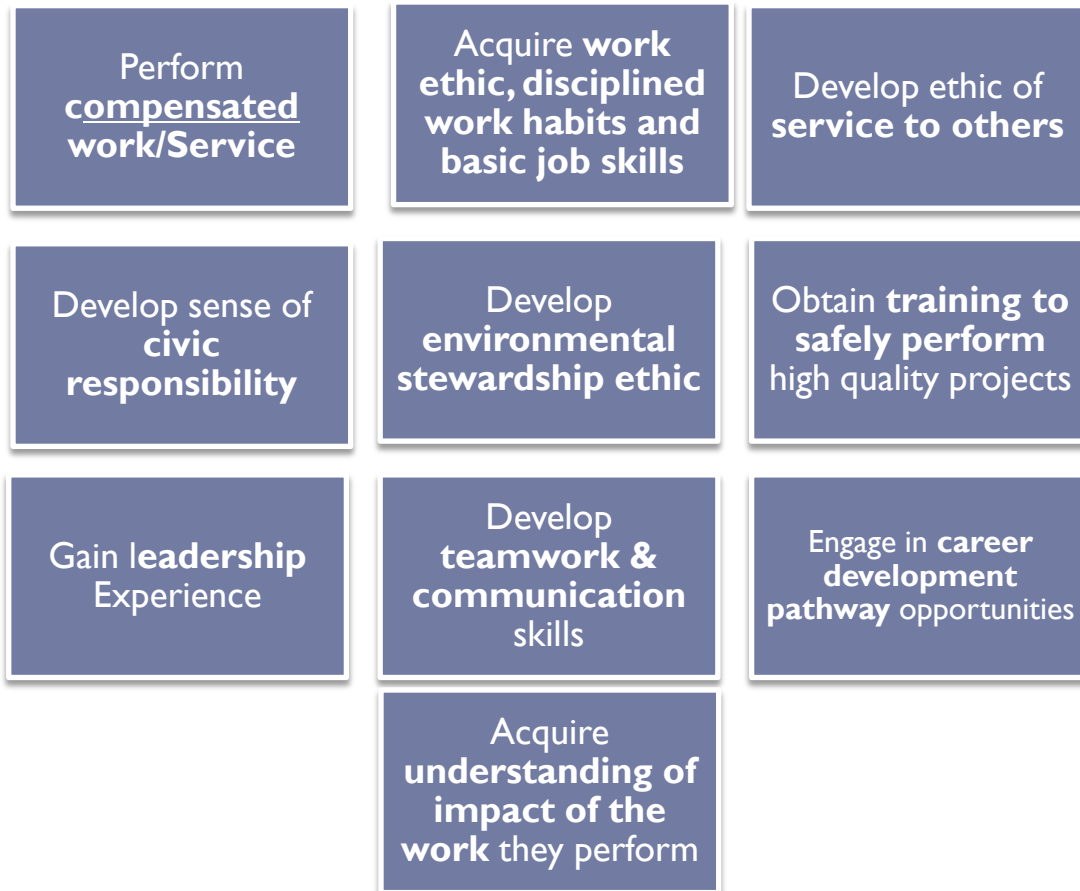 Perform
compensated
work/Service
Acquire work
ethic, disciplined
work habits and
basic job skills
Develop ethic of
service to others
Develop sense of
civic
responsibility
Develop
environmental
stewardship ethic
Obtain training to
safely perform
high quality projects
Gain leadership
Experience
Develop
teamwork &
communication
skills
Engage in career
development
pathway opportunities
Acquire
understanding of
impact of the
work they perform